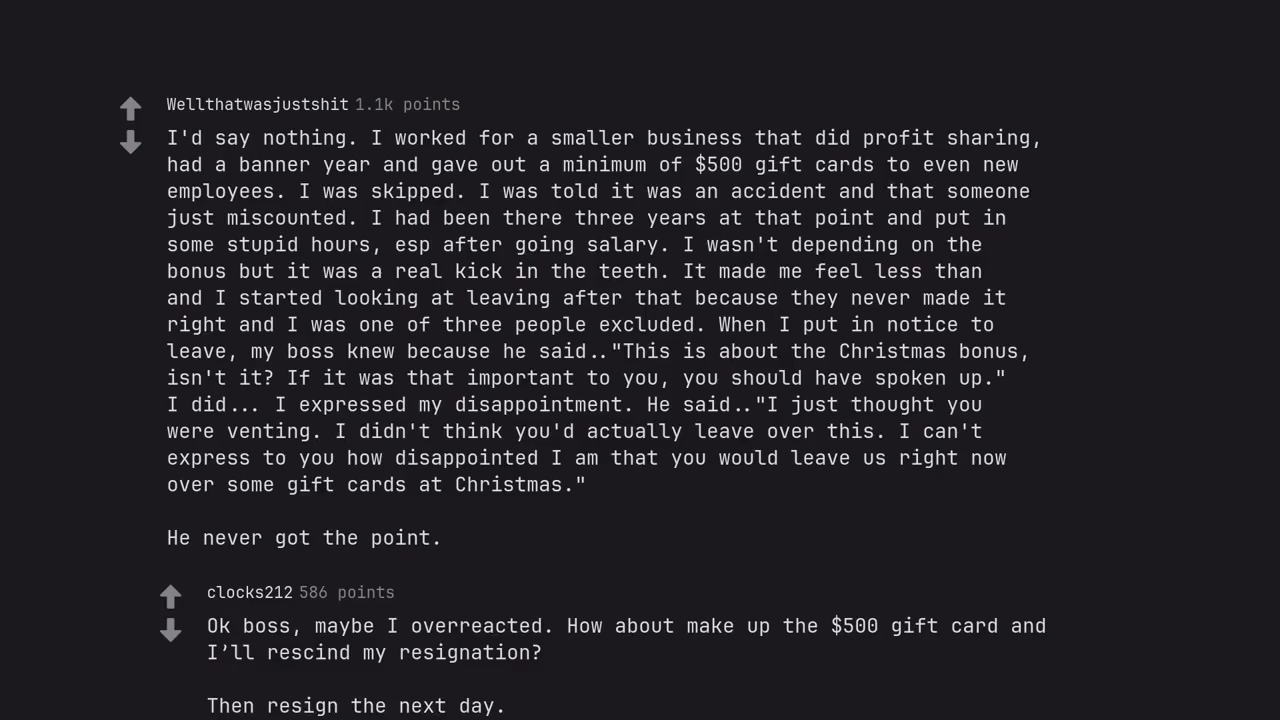 Wellthatwasjustshit 1.1k points
I'd say nothing. I worked for a smaller business that did profit sharing,
had a banner year and gave out a minimum of $500 gift cards to even new
employees. I was skipped. I was told it was an accident and that someone
just miscounted. I had been there three years at that point and put in
some stupid hours, esp after going salary. I wasn't depending on the
bonus but it was a real kick in the teeth. It made me feel less than
and I started looking at leaving after that because they never made it
right and I was one of three people excluded. When I put in notice to
leave, my boss knew because he said.."This is about the Christmas bonus,
isn't it? If it was that important to you, you should have spoken up."
I did... I expressed my disappointment. He said.."I just thought you
were venting. I didn't think you'd actually leave over this. I can't
express to you how disappointed I am that you would leave us right now
over some gift cards at Christmas."
He never got the point.
clocks212 586 points
Ok boss, maybe I overreacted. How about make up the $500 gift card and
I’ll rescind my resignation?
Then resign the next day.